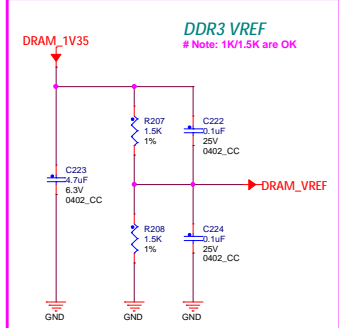 DDR3 VREF
# Note: 1K/1.5K are OK
DRAM_1V35
R207
1.5K
1%
C222
0.1uF
25V
0402_CC
C223
4.7uF
6.3V
0402_CC
DRAM_VREF
R208
1.5K
1%
C224
0.1uF
25V
0402_CC
GND
GND
GND